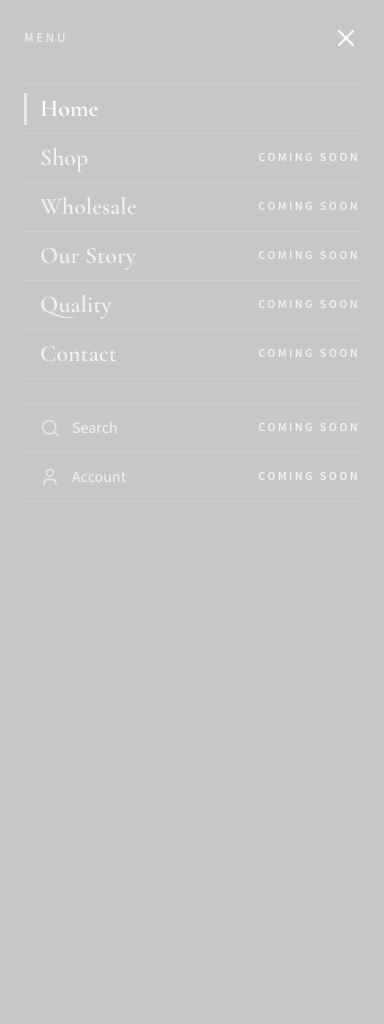 MENU
Home
Shop COMING SOON
Wholesale COMING SOON
Our Story COMING SOON
Quality COMING SOON
Contact COMING SOON
Search COMING SOON
Account COMING SOON